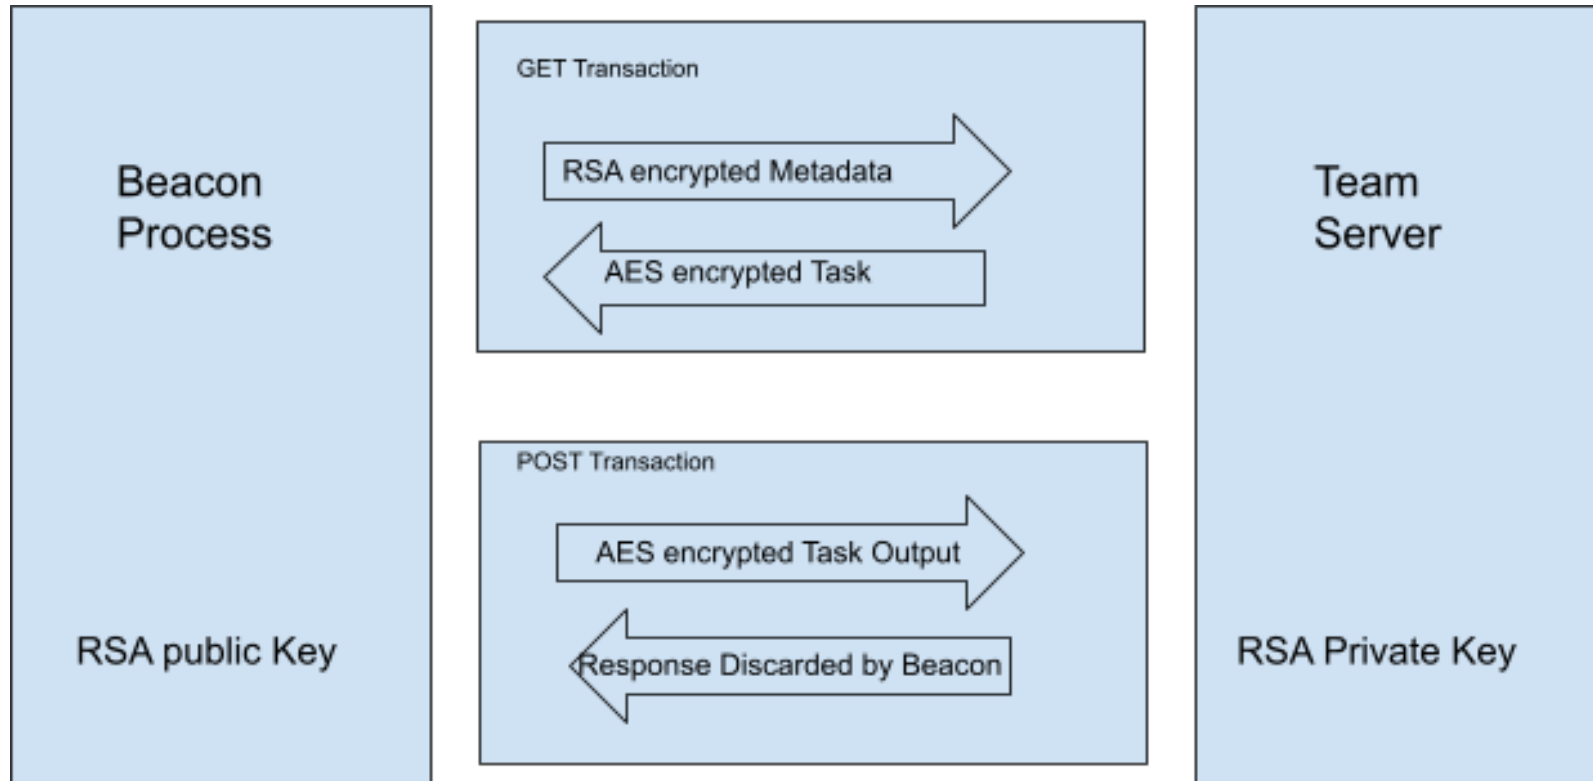 Beacon
Process
RSA public Key
GET Transaction
RSA encrypted Metadata
AES encrypted Task
POST Transaction
AES encrypted Task Output
Response Discarded by Beacon
Team
Server
RSA Private Key